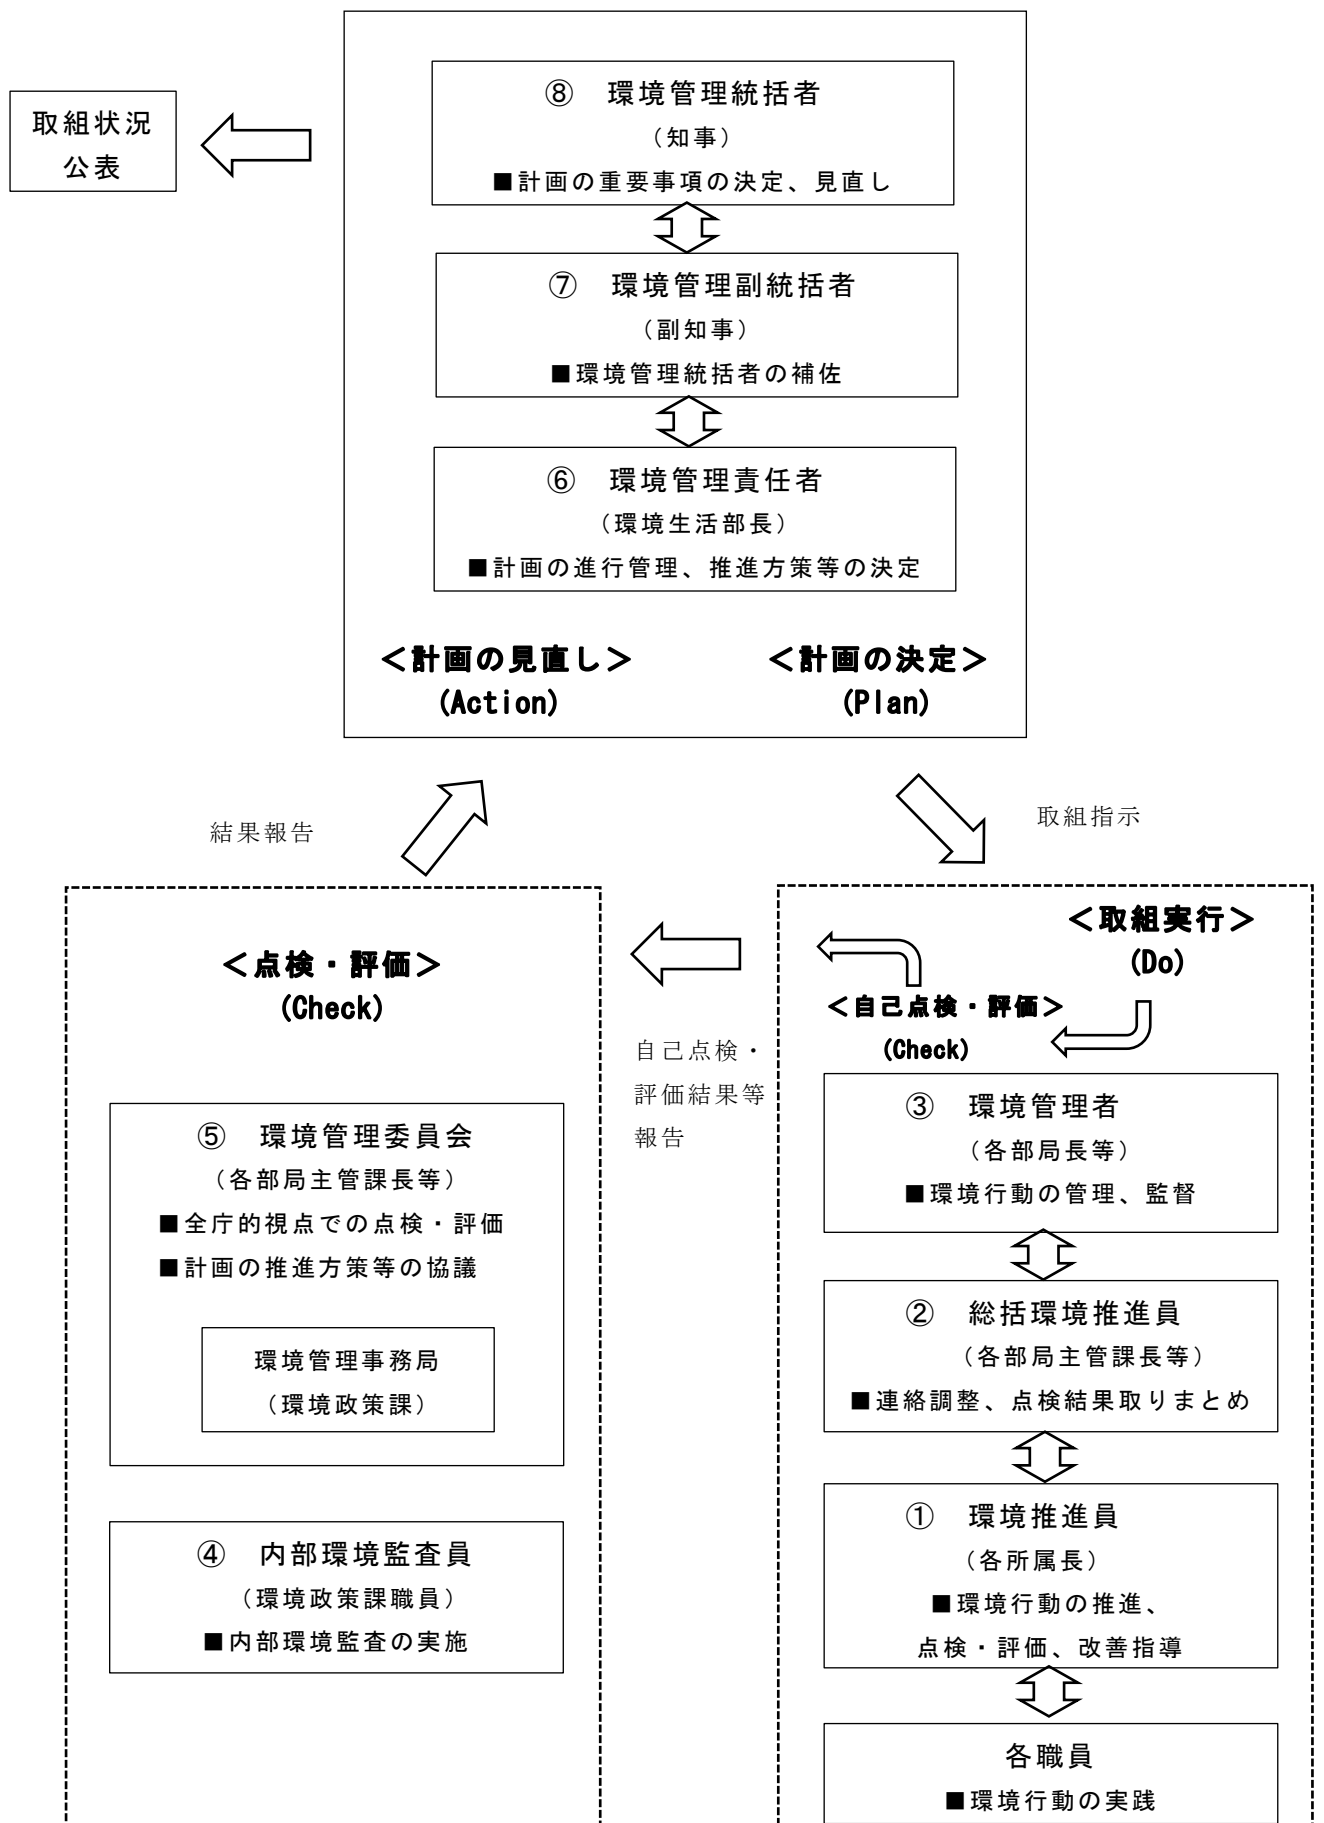 ⑧ 環境管理統括者
（知事）
■計画の重要事項の決定、見直し
取組状況
公表
⑦ 環境管理副統括者
（副知事）
■環境管理統括者の補佐
⑥ 環境管理責任者
（環境生活部長）
■計画の進行管理、推進方策等の決定
＜計画の見直し＞
(Action)
＜計画の決定＞
(Plan)
結果報告
取組指示
＜点検・評価＞
(Check)
⑤ 環境管理委員会
（各部局主管課長等）
■全庁的視点での点検・評価
■計画の推進方策等の協議
環境管理事務局
（環境政策課）
④ 内部環境監査員
（環境政策課職員）
■内部環境監査の実施
自己点検・
評価結果等
報告
＜取組実行＞
(Do)
＜自己点検・評価＞
(Check)
③ 環境管理者
（各部局長等）
■環境行動の管理、監督
② 総括環境推進員
（各部局主管課長等）
■連絡調整、点検結果取りまとめ
① 環境推進員
（各所属長）
■環境行動の推進、
点検・評価、改善指導
各職員
■環境行動の実践